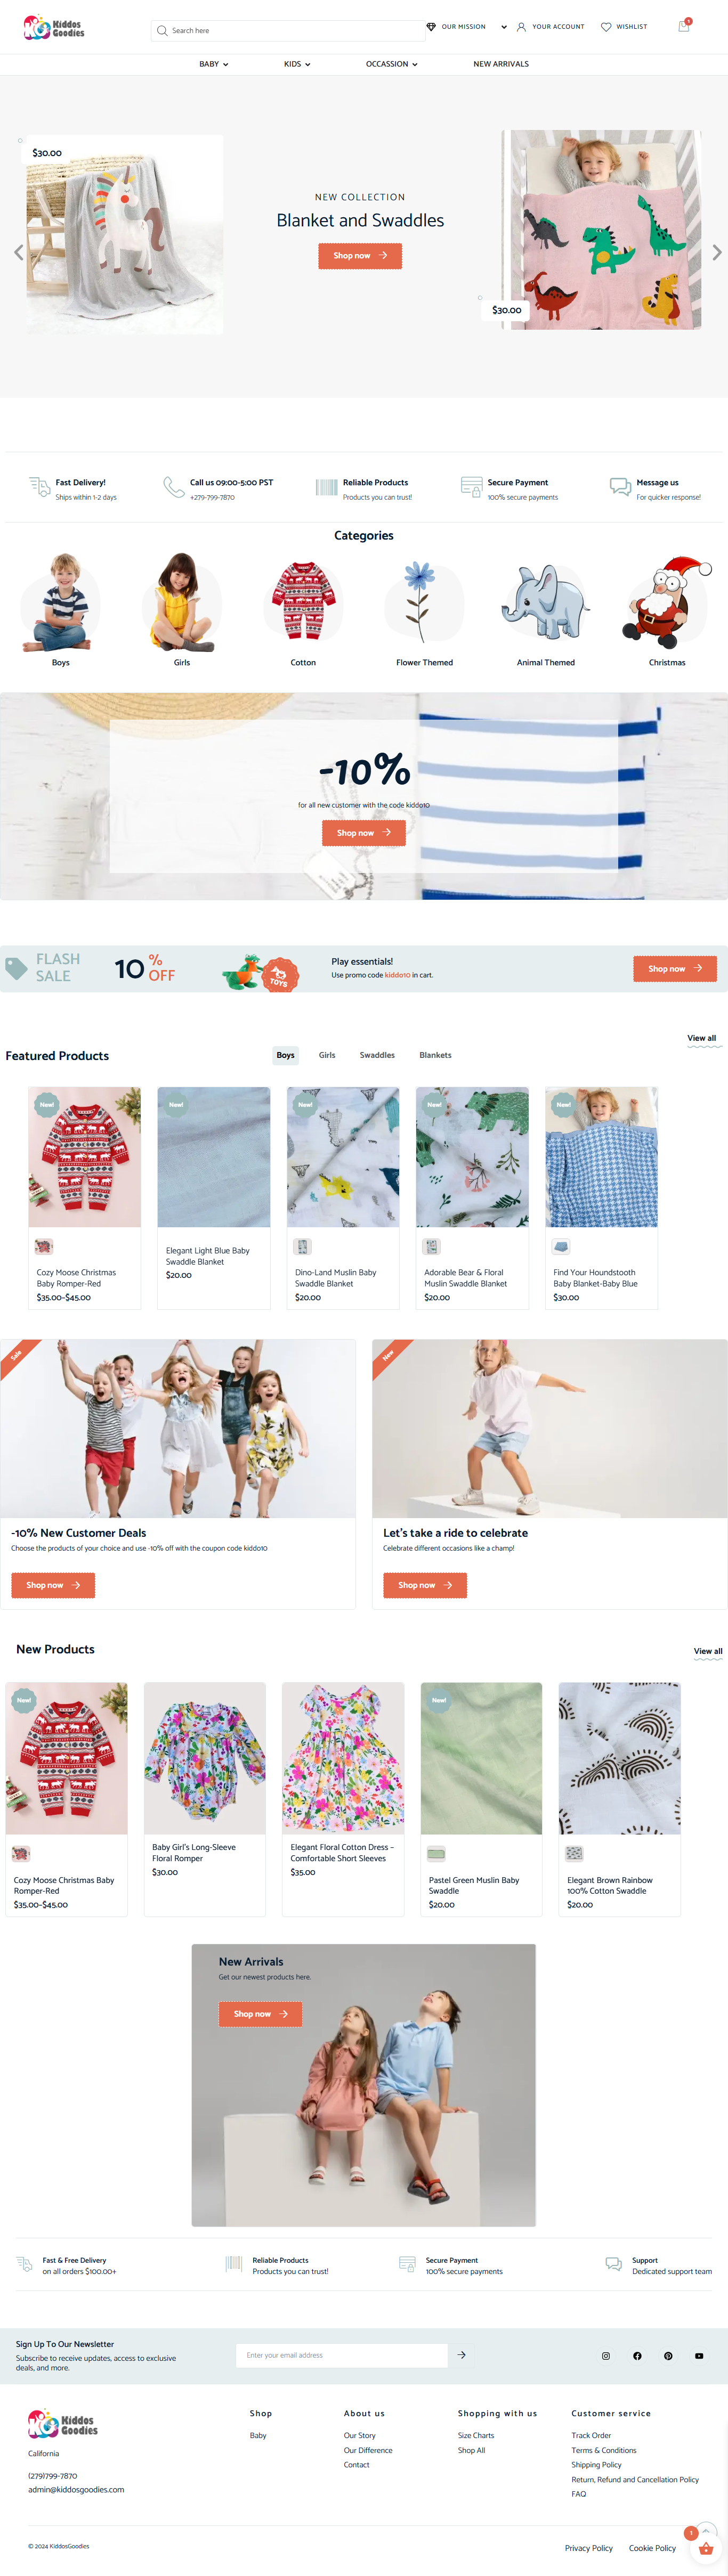 Kiddos
Goodies
Search here
OUR MISSION
YOUR ACCOUNT
WISHLIST
1
BABY
KIDS
OCCASSION
NEW ARRIVALS
$30.00
NEW COLLECTION
Blanket and Swaddles
Shop now
$30.00
Fast Delivery!
Ships within 1-2 days
Call us 09:00-5:00 PST
+279-799-7870
Reliable Products
Products you can trust!
Secure Payment
100% secure payments
Message us
For quicker response!
Categories
Boys
Girls
Cotton
Flower Themed
Animal Themed
Christmas
-10%
for all new customer with the code kiddo10
Shop now
FLASH
SALE
10 %
OFF
TOYS
Play essentials!
Use promo code kiddo10 in cart.
Shop now
View all
Featured Products
Boys
Girls
Swaddles
Blankets
New!
New!
New!
New!
New!
Cozy Moose Christmas
Baby Romper-Red
$35.00–$45.00
Elegant Light Blue Baby
Swaddle Blanket
$20.00
Dino-Land Muslin Baby
Swaddle Blanket
$20.00
Adorable Bear & Floral
Muslin Swaddle Blanket
$20.00
Find Your Houndstooth
Baby Blanket-Baby Blue
$30.00
Sale
New
-10% New Customer Deals
Choose the products of your choice and use -10% off with the coupon code kiddo10
Shop now
Let's take a ride to celebrate
Celebrate different occasions like a champ!
Shop now
New Products
View all
New!
New!
Cozy Moose Christmas Baby
Romper-Red
$35.00–$45.00
Baby Girl's Long-Sleeve
Floral Romper
$30.00
Elegant Floral Cotton Dress –
Comfortable Short Sleeves
$35.00
Pastel Green Muslin Baby
Swaddle
$20.00
Elegant Brown Rainbow
100% Cotton Swaddle
$20.00
New Arrivals
Get our newest products here.
Shop now
Fast & Free Delivery
on all orders $100.00+
Reliable Products
Products you can trust!
Secure Payment
100% secure payments
Support
Dedicated support team
Sign Up To Our Newsletter
Subscribe to receive updates, access to exclusive
deals, and more.
Enter your email address
Kiddos
Goodies
California
(279)799-7870
admin@kiddosgoodies.com
Shop
Baby
About us
Our Story
Our Difference
Contact
Shopping with us
Size Charts
Shop All
Customer service
Track Order
Terms & Conditions
Shipping Policy
Return, Refund and Cancellation Policy
FAQ
© 2024 KiddosGoodies
Privacy Policy
Cookie Policy
1